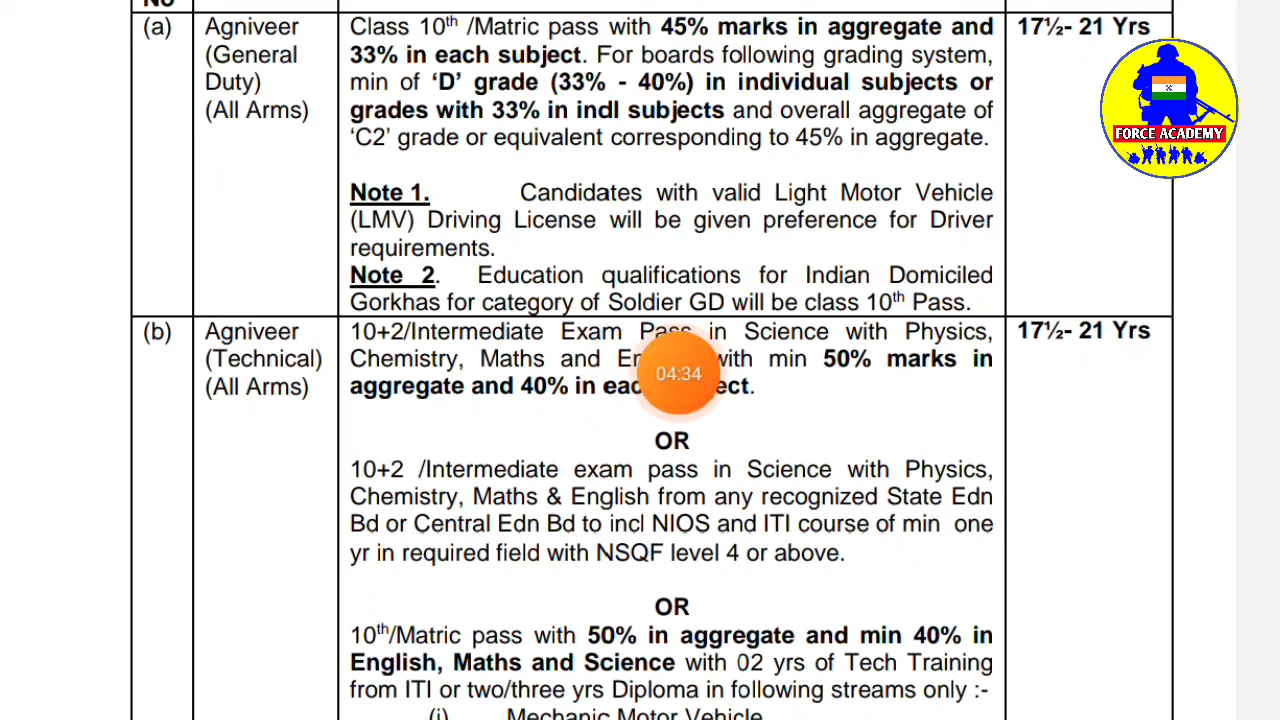 No
(a) Agniveer Class 10th /Matric pass with 45% marks in aggregate and 17½- 21 Yrs
(General 33% in each subject. For boards following grading system,
Duty) min of ‘D’ grade (33% - 40%) in individual subjects or
(All Arms) grades with 33% in indl subjects and overall aggregate of
‘C2’ grade or equivalent corresponding to 45% in aggregate.
FORCE ACADEMY
Note 1. Candidates with valid Light Motor Vehicle
(LMV) Driving License will be given preference for Driver
requirements.
Note 2. Education qualifications for Indian Domiciled
Gorkhas for category of Soldier GD will be class 10th Pass.
(b) Agniveer 10+2/Intermediate Exam Pass in Science with Physics, 17½- 21 Yrs
(Technical) Chemistry, Maths and with min 50% marks in
(All Arms) aggregate and 40% in
04:34
OR
10+2 /Intermediate exam pass in Science with Physics,
Chemistry, Maths & English from any recognized State Edn
Bd or Central Edn Bd to incl NIOS and ITI course of min one
yr in required field with NSQF level 4 or above.
OR
10th/Matric pass with 50% in aggregate and min 40% in
English, Maths and Science with 02 yrs of Tech Training
from ITI or two/three yrs Diploma in following streams only :-
(i) Mechanic Motor Vehicle